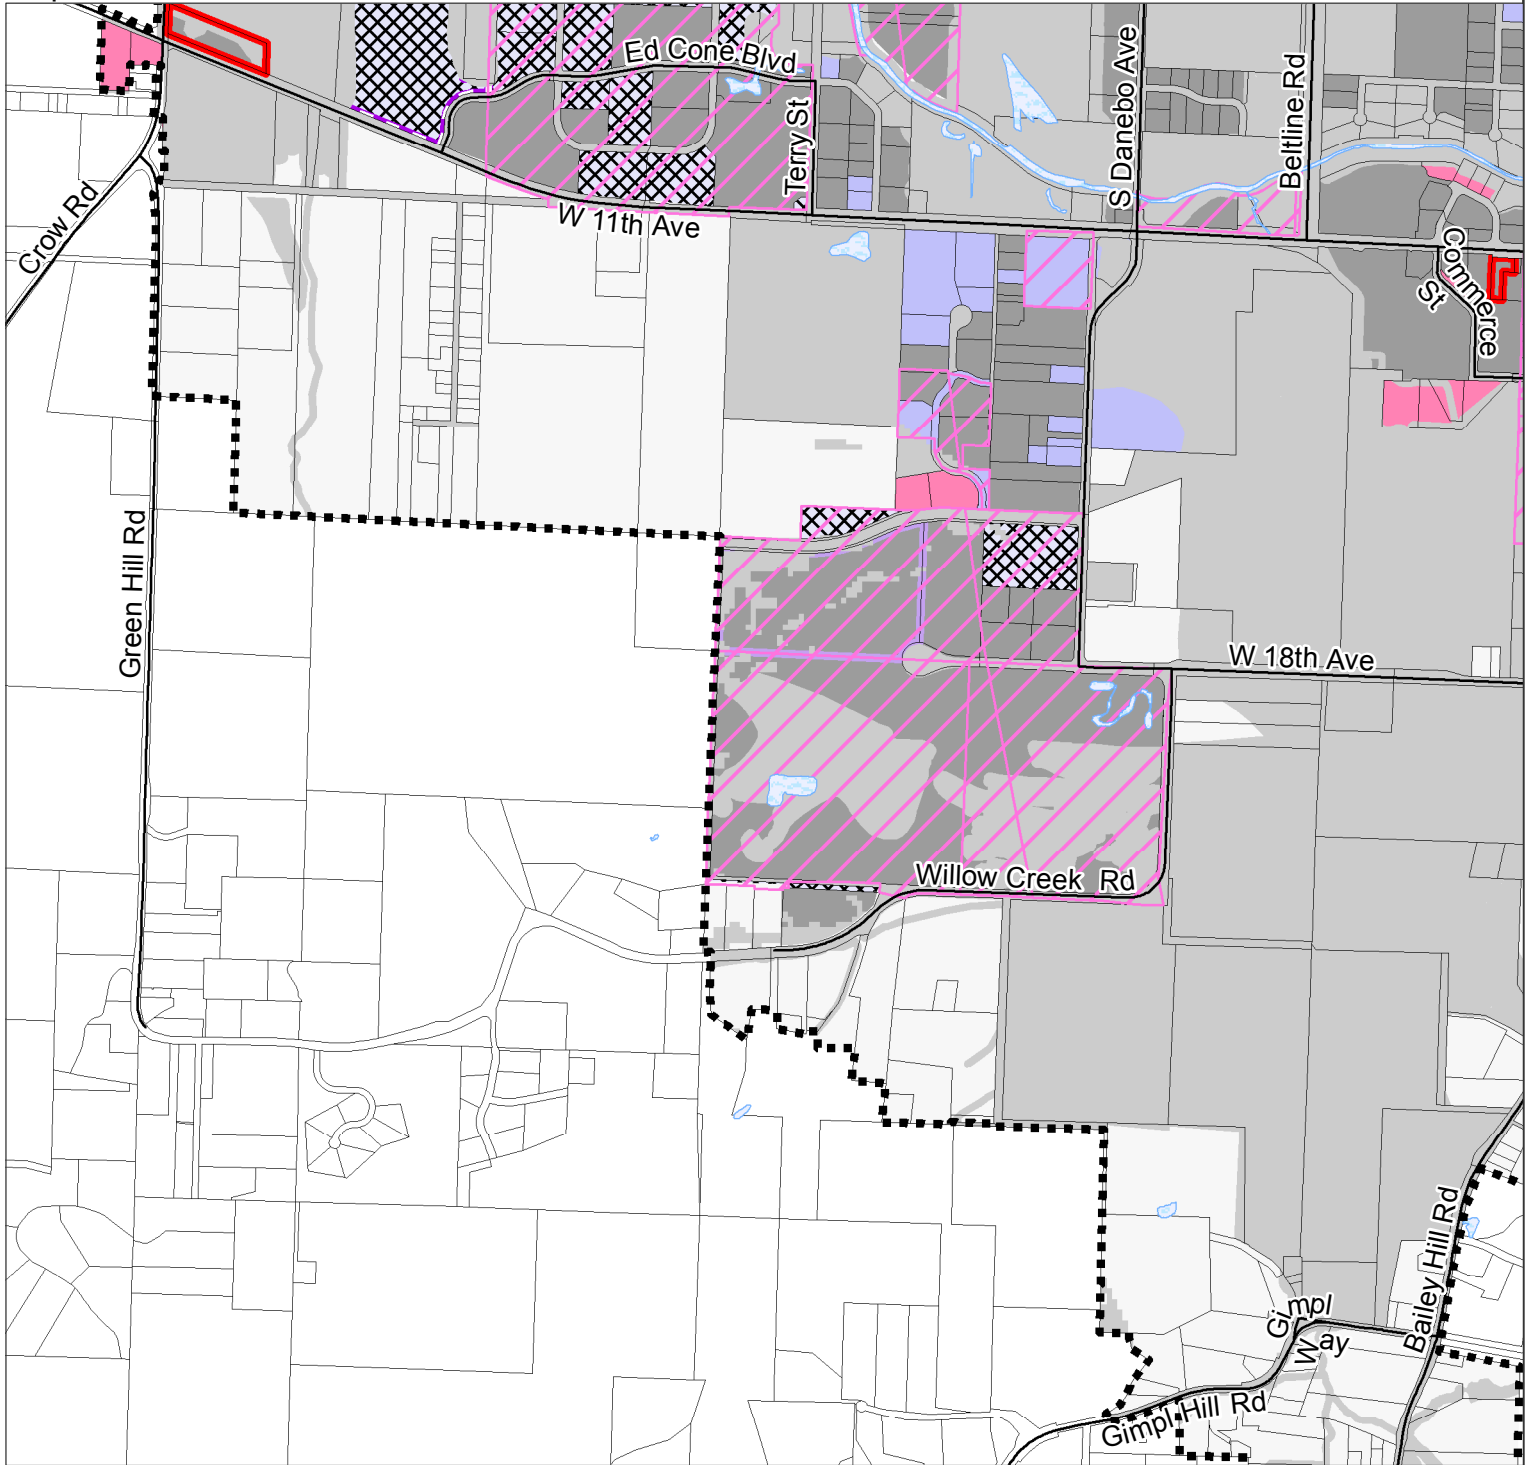 Ed Cone Blvd
S Danebo Ave
Beltline Rd
Terry St
Crow Rd
W 11th Ave
Commerce
St
Green Hill Rd
W 18th Ave
Willow Creek Rd
Bailey Hill Rd
Gimpl
Way
Gimpl Hill Rd